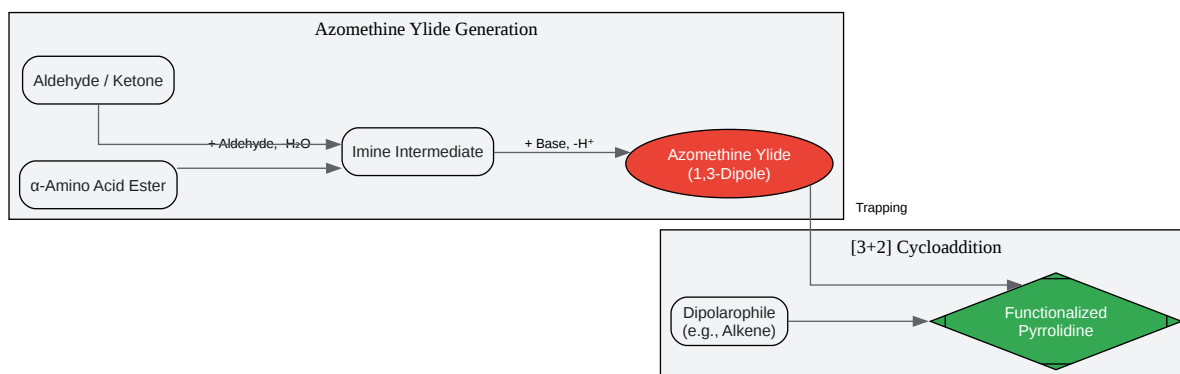 Azomethine Ylide Generation
Aldehyde / Ketone
+ Aldehyde, -H₂O
Imine Intermediate
+ Base, -H⁺
Azomethine Ylide
(1,3-Dipole)
α-Amino Acid Ester
Trapping
[3+2] Cycloaddition
Dipolarophile
(e.g., Alkene)
Functionalized
Pyrrolidine